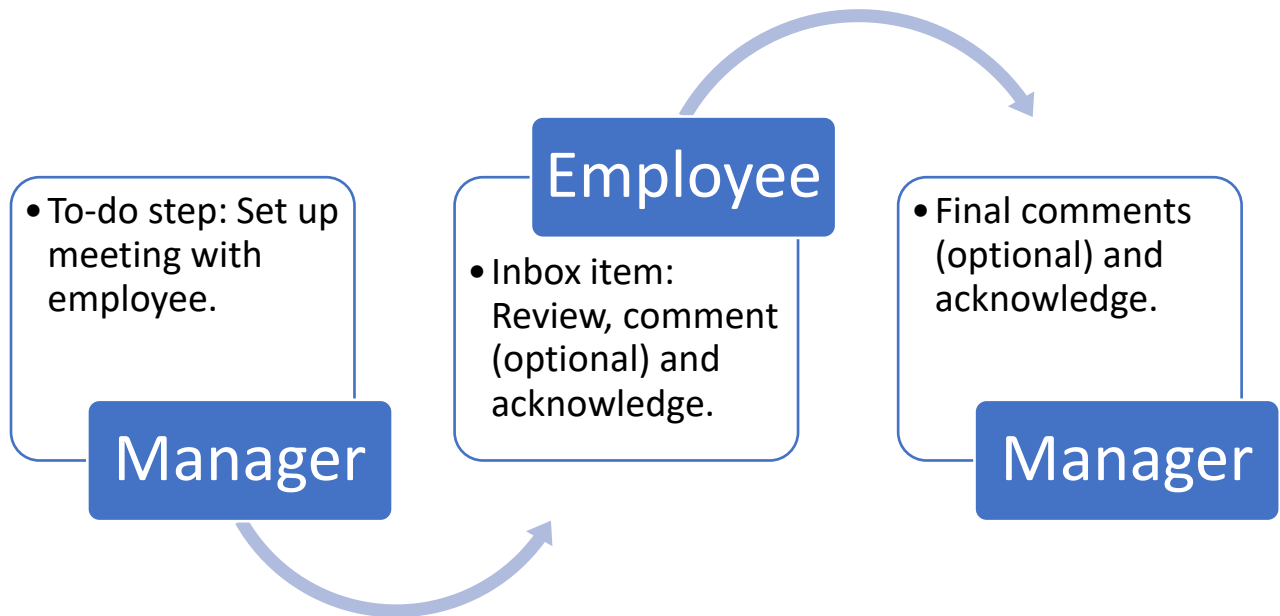 • To-do step: Set up
meeting with
employee.
Manager
Employee
• Inbox item:
Review, comment
(optional) and
acknowledge.
• Final comments
(optional) and
acknowledge.
Manager